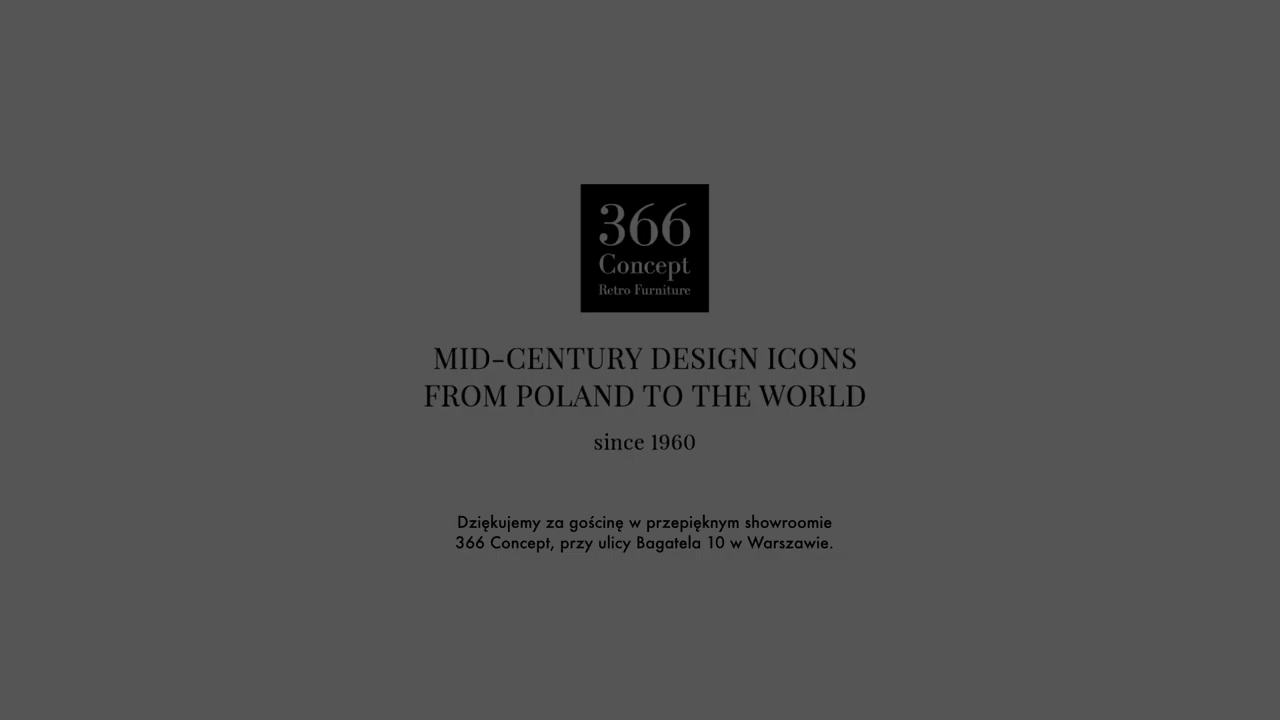 366
Concept
Retro Furniture
MID-CENTURY DESIGN ICONS
FROM POLAND TO THE WORLD
since 1960
Dziękujemy za gościnę w przepięknym showroomie
366 Concept, przy ulicy Bagatela 10 w Warszawie.